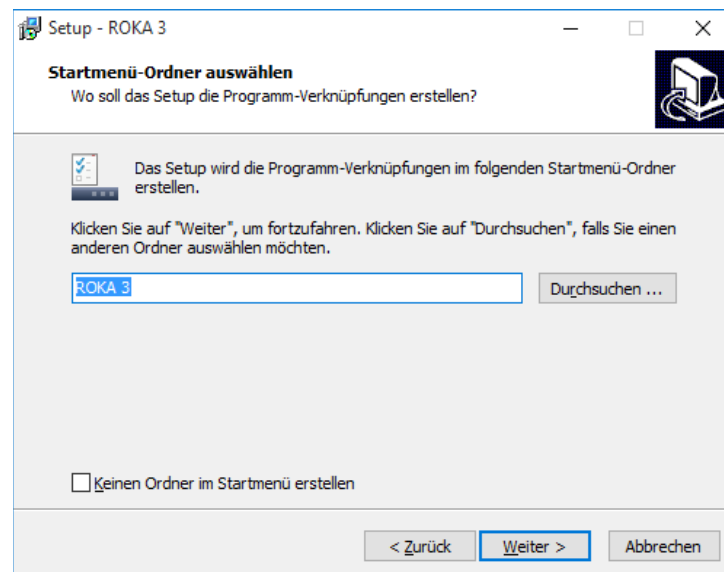 Setup - ROKA 3
Startmenü-Ordner auswählen
Wo soll das Setup die Programm-Verknüpfungen erstellen?
Das Setup wird die Programm-Verknüpfungen im folgenden Startmenü-Ordner
erstellen.
Klicken Sie auf "Weiter", um fortzufahren. Klicken Sie auf "Durchsuchen", falls Sie einen
anderen Ordner auswählen möchten.
ROKA 3
Durchsuchen ...
Keinen Ordner im Startmenü erstellen
< Zurück
Weiter >
Abbrechen